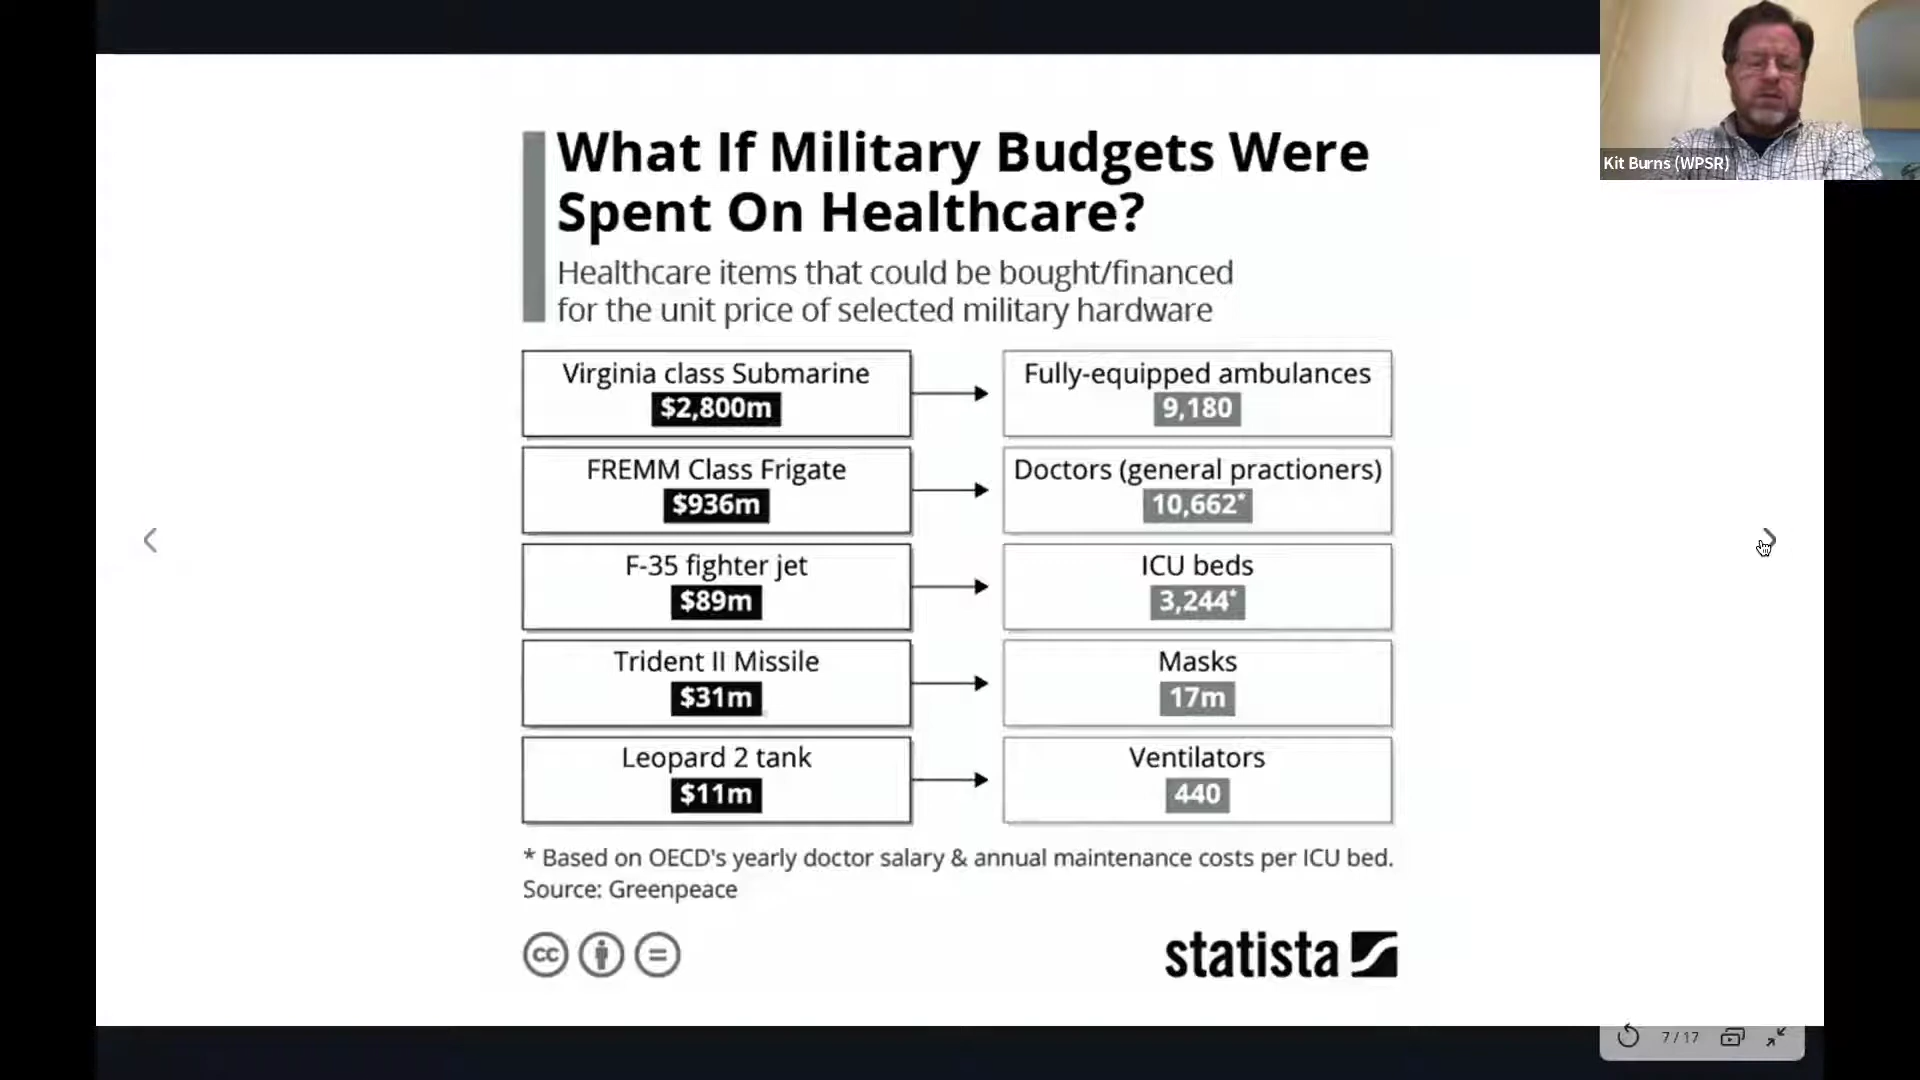 What If Military Budgets Were
Spent On Healthcare?
Healthcare items that could be bought/financed
for the unit price of selected military hardware
Virginia class Submarine
$2,800m
Fully-equipped ambulances
9,180
FREMM Class Frigate
$936m
Doctors (general practioners)
10,662*
F-35 fighter jet
$89m
ICU beds
3,244*
Trident II Missile
$31m
Masks
17m
Leopard 2 tank
$11m
Ventilators
440
* Based on OECD's yearly doctor salary & annual maintenance costs per ICU bed.
Source: Greenpeace
cc
statista
Kit Burns (WPSR)
7 / 17